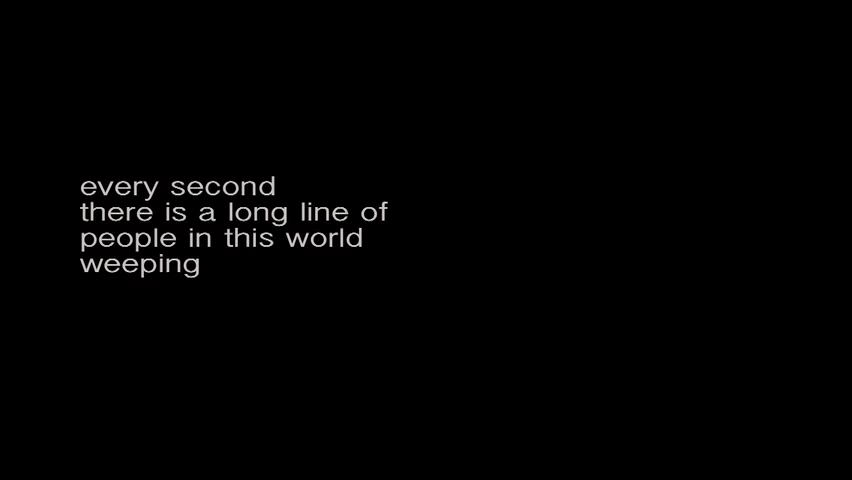 every second
there is a long line of
people in this world
weeping